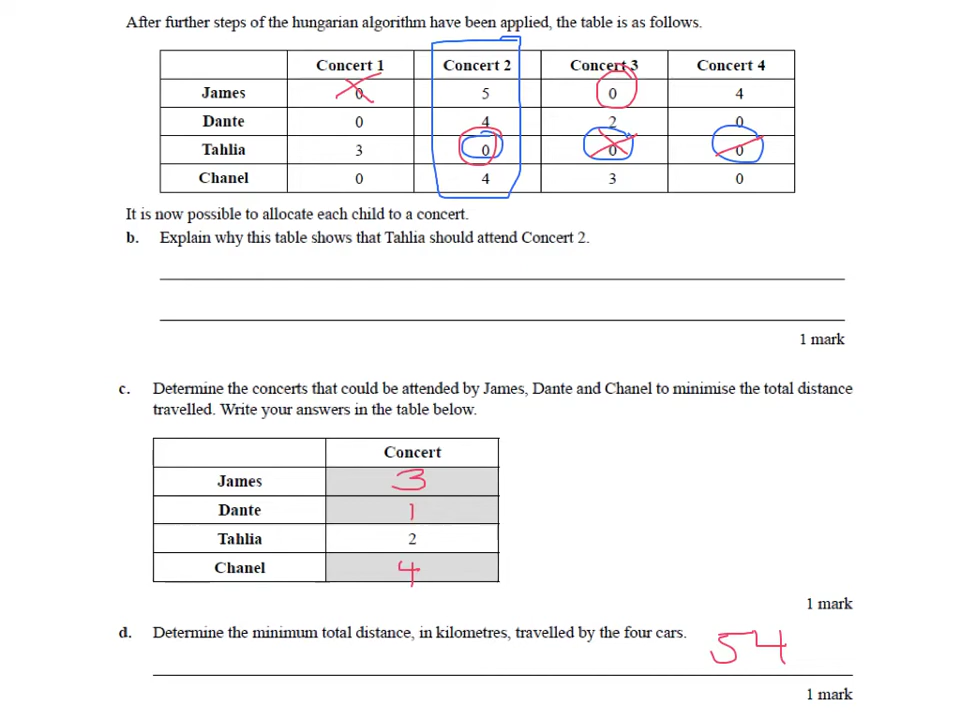 After further steps of the hungarian algorithm have been applied, the table is as follows.
Concert 1 Concert 2 Concert 3 Concert 4
James 0 5 0 4
Dante 0 4 2 0
Tahlia 3 0 0 0
Chanel 0 4 3 0
It is now possible to allocate each child to a concert.
b. Explain why this table shows that Tahlia should attend Concert 2.
1 mark
c. Determine the concerts that could be attended by James, Dante and Chanel to minimise the total distance
travelled. Write your answers in the table below.
Concert
James 3
Dante 1
Tahlia 2
Chanel 4
1 mark
d. Determine the minimum total distance, in kilometres, travelled by the four cars.
54
1 mark